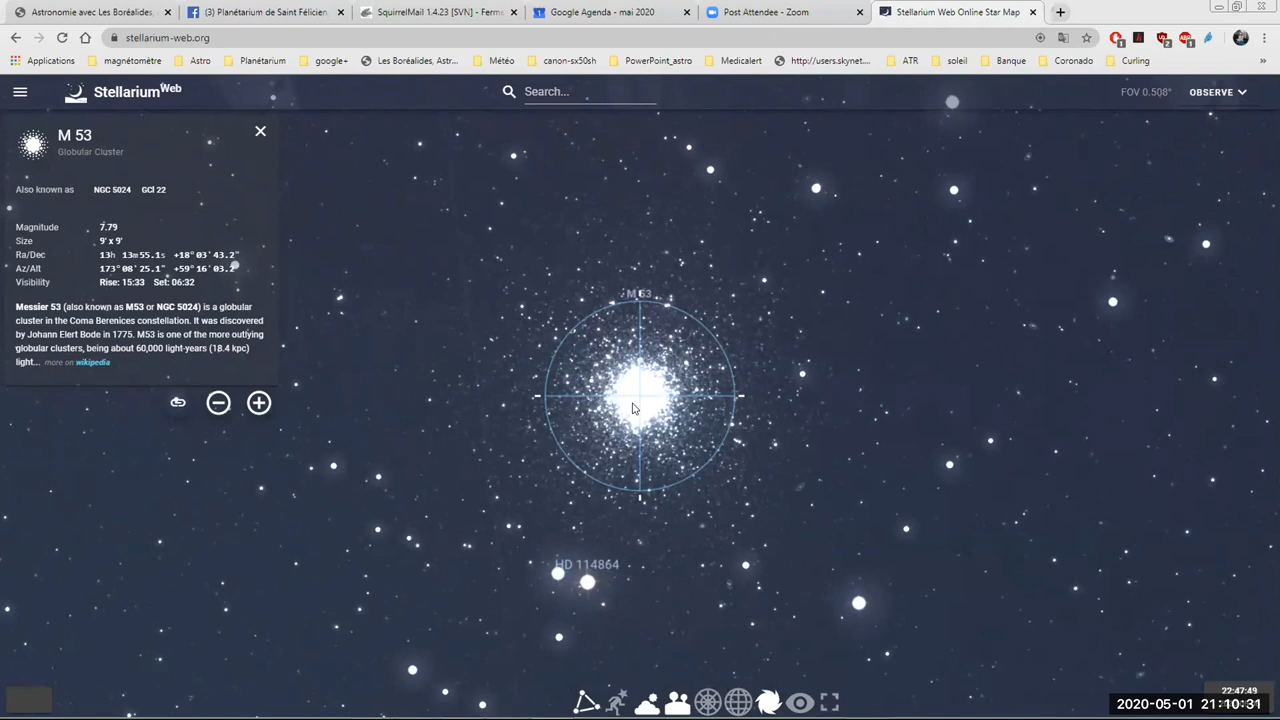 Astronomie avec Les Boréalides,
(3) Planétarium de Saint Félicien,
SquirrelMail 1.4.23 [SVN] - Ferme
Google Agenda - mai 2020
Post Attendee - Zoom
Stellarium Web Online Star Map
stellarium-web.org
Applications
magnétomètre
Astro
Planétarium
google+
Les Boréalides, Astr...
Météo
canon-sx50sh
PowerPoint_astro
Medicalert
http://users.skynet....
ATR
soleil
Banque
Coronado
Curling
StellariumWeb
Search...
FOV 0.508°
OBSERVE
M 53
Globular Cluster
Also known as NGC 5024 GCl 22
Magnitude 7.79
Size 9' x 9'
Ra/Dec 13h 13m 55.1s +18° 03' 43.2"
Az/Alt 173° 08' 25.1" +59° 16' 03.2"
Visibility Rise: 15:33 Set: 06:32
Messier 53 (also known as M53 or NGC 5024) is a globular
cluster in the Coma Berenices constellation. It was discovered
by Johann Elert Bode in 1775. M53 is one of the more outlying
globular clusters, being about 60,000 light-years (18.4 kpc)
light... more on wikipedia
M 53
HD 114864
22:47:49
2020-05-01 21:10:31